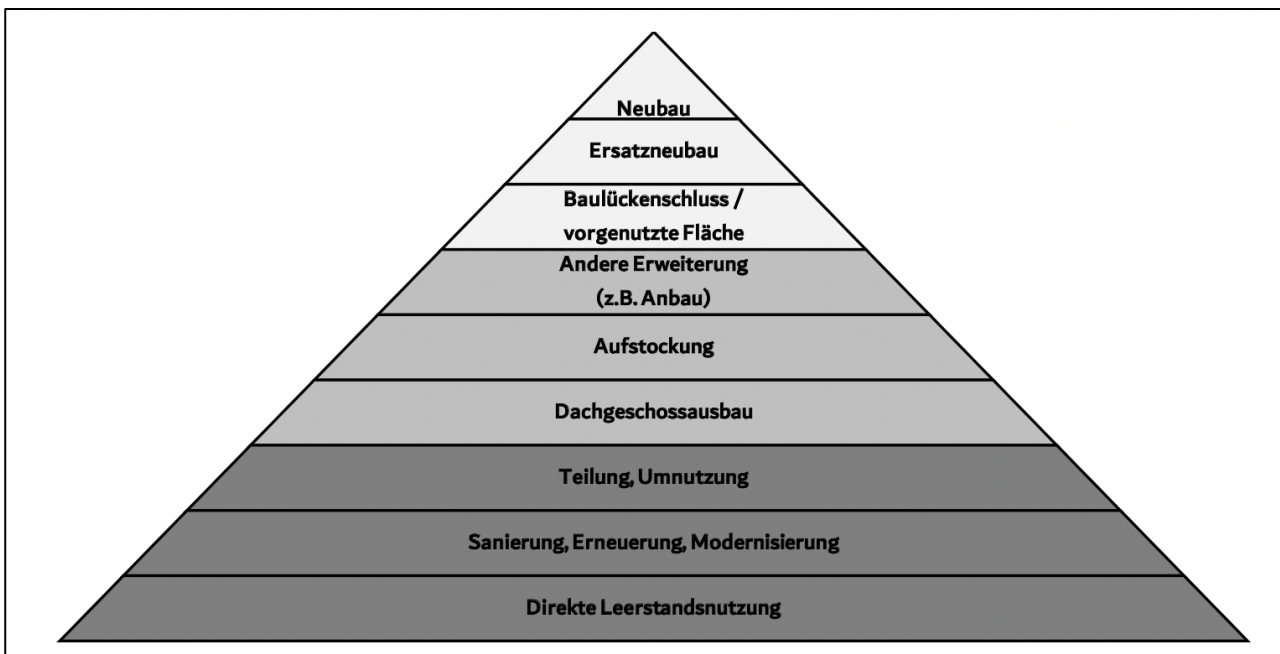 Neubau
Ersatzneubau
Baulückenschluss /
vorgenutzte Fläche
Andere Erweiterung
(z.B. Anbau)
Aufstockung
Dachgeschossausbau
Teilung, Umnutzung
Sanierung, Erneuerung, Modernisierung
Direkte Leerstandsnutzung